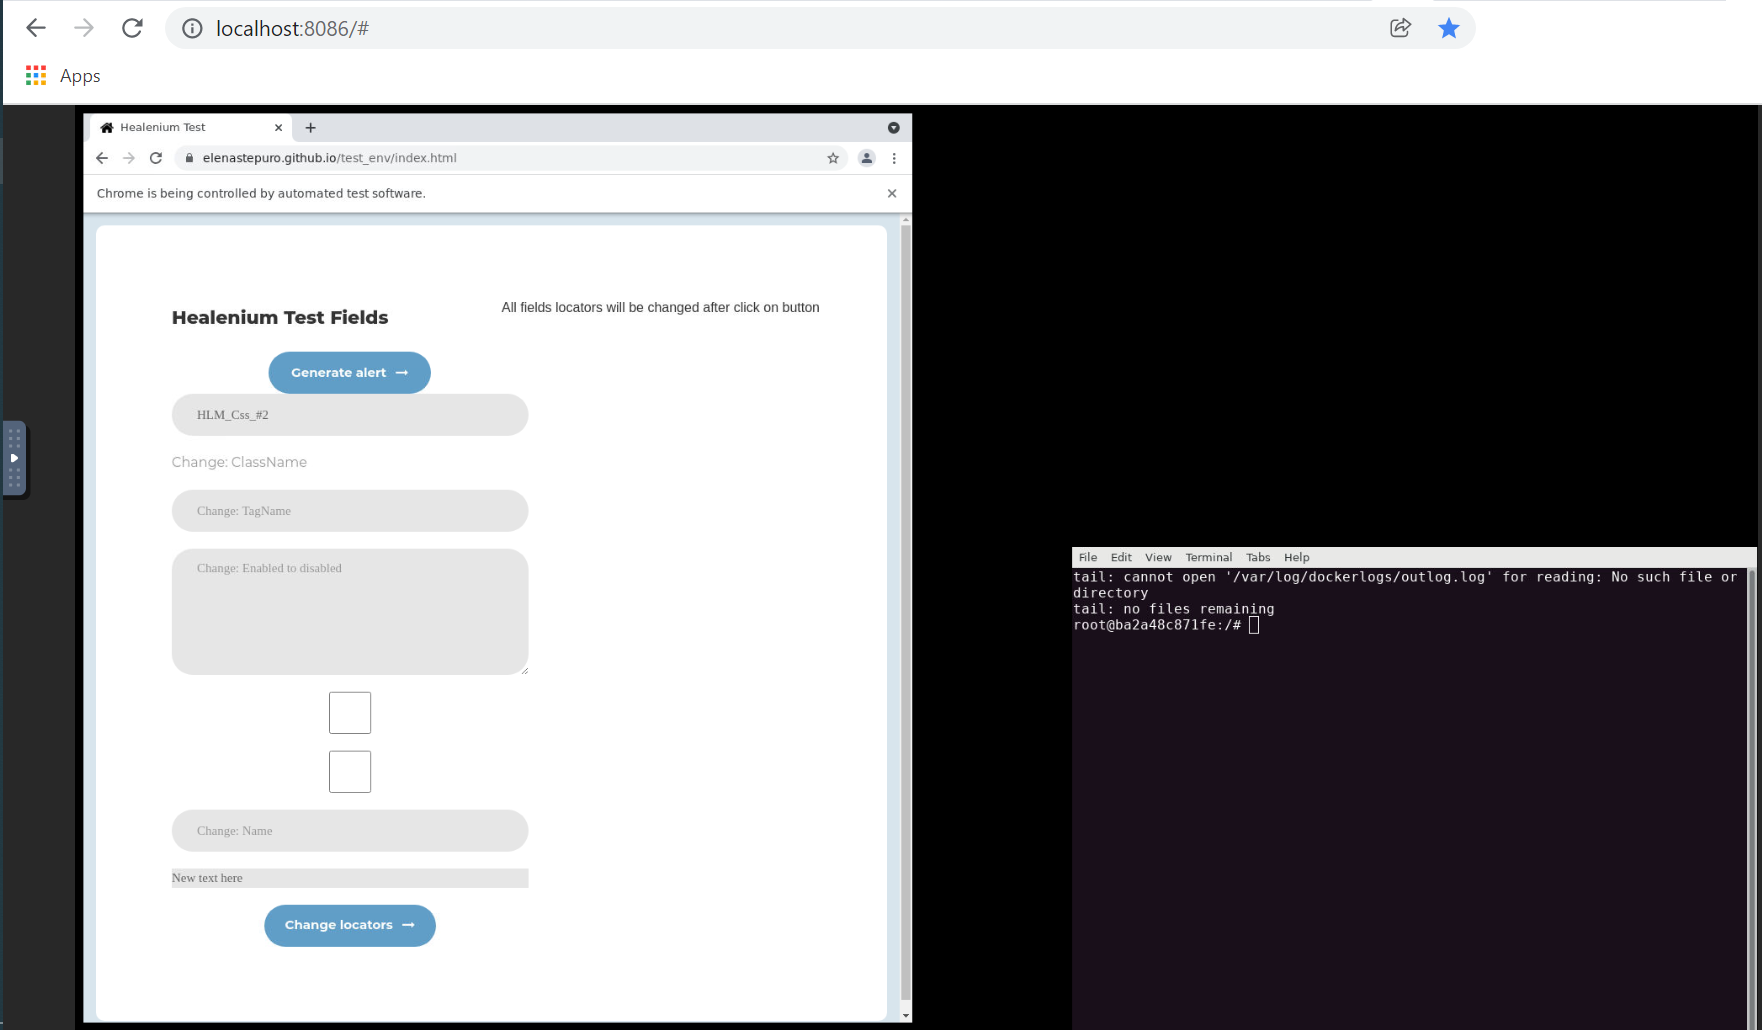 localhost:8086/#
Apps
Healenium Test
elenastepuro.github.io/test_env/index.html
Chrome is being controlled by automated test software.
Healenium Test Fields
All fields locators will be changed after click on button
Generate alert
HLM_Css_#2
Change: ClassName
Change: TagName
Change: Enabled to disabled
Change: Name
New text here
Change locators
File Edit View Terminal Tabs Help
tail: cannot open '/var/log/dockerlogs/outlog.log' for reading: No such file or
directory
tail: no files remaining
root@ba2a48c871fe:/#